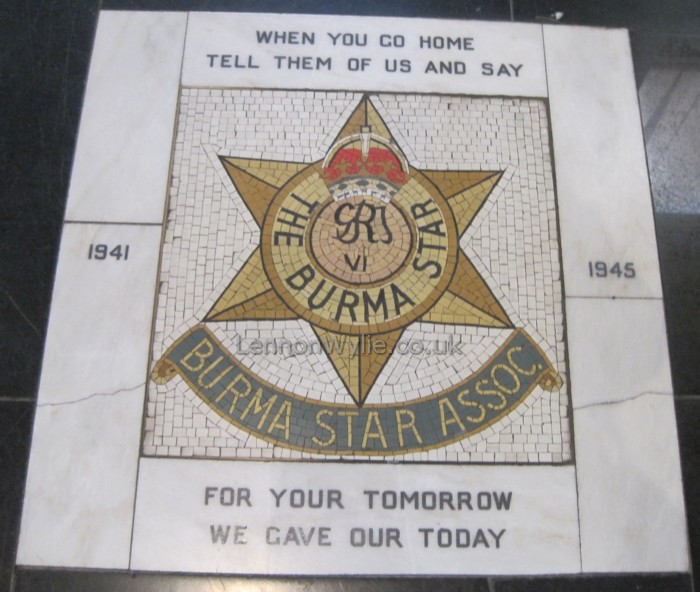 WHEN YOU GO HOME
TELL THEM OF US AND SAY
1941
1945
THE BURMA STAR
GRI
VI
LennonWylie.co.uk
BURMA STAR ASSOC.
FOR YOUR TOMORROW
WE GAVE OUR TODAY